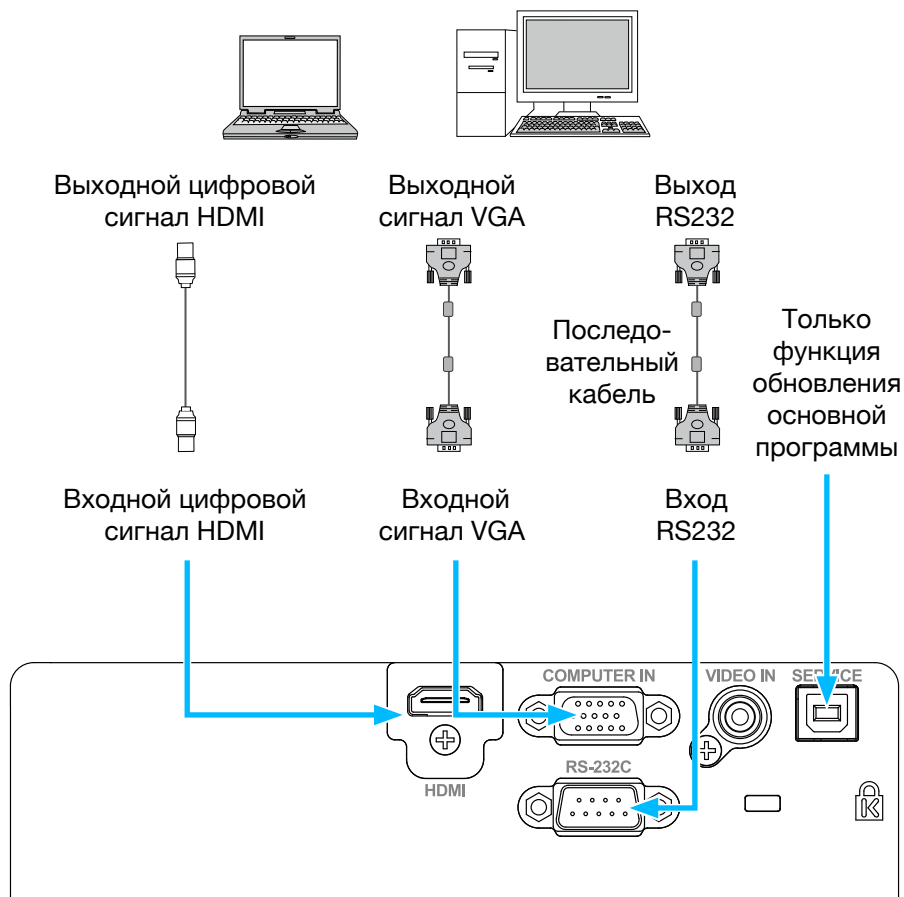 Выходной цифровой
сигнал HDMI
Выходной
сигнал VGA
Выход
RS232
Последо-
вательный
кабель
Только
функция
обновления
основной
программы
Входной цифровой
сигнал HDMI
Входной
сигнал VGA
Вход
RS232
COMPUTER IN
VIDEO IN
SERVICE
HDMI
RS-232C
K